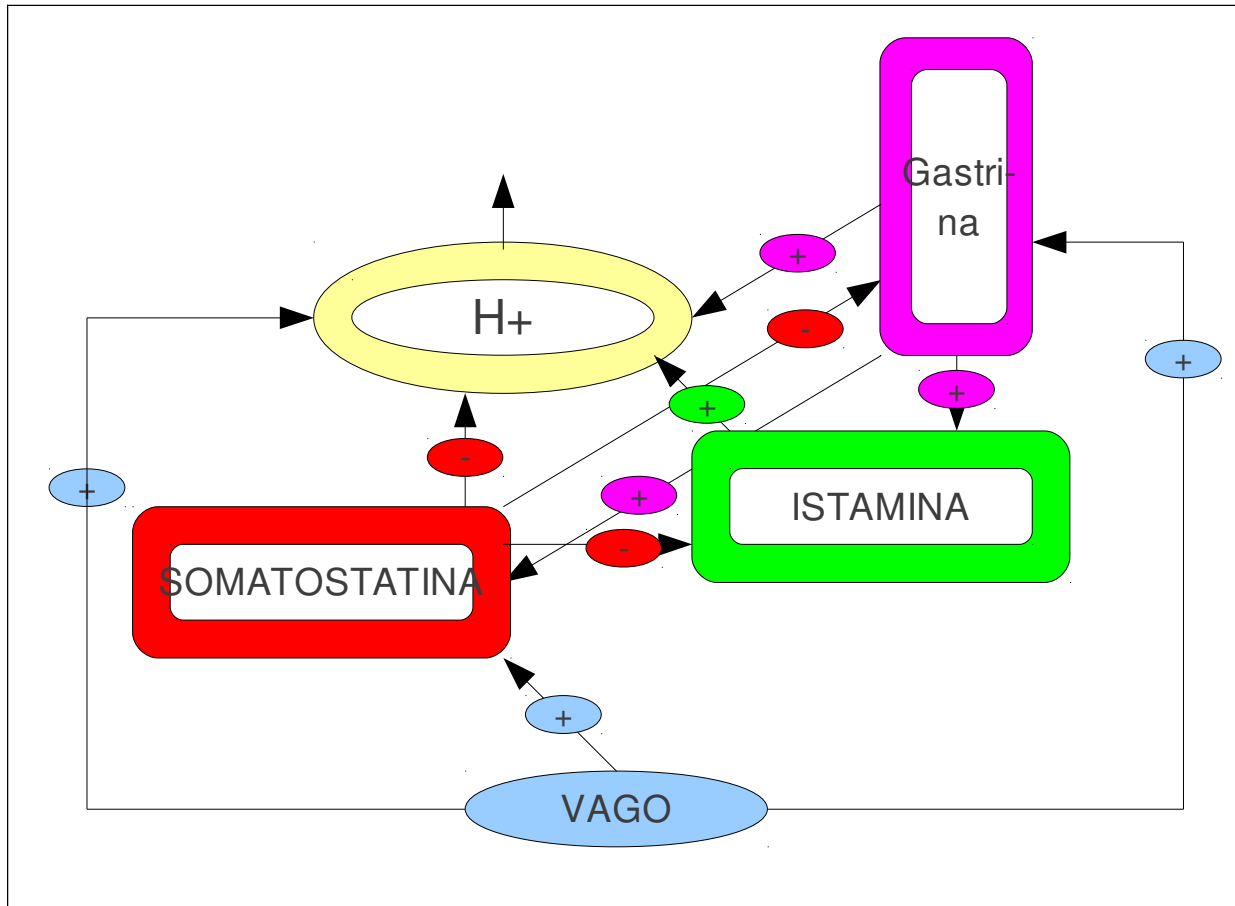 Gastri-
na
+
H+
-
+
+
+
-
+
+
ISTAMINA
-
SOMATOSTATINA
+
VAGO